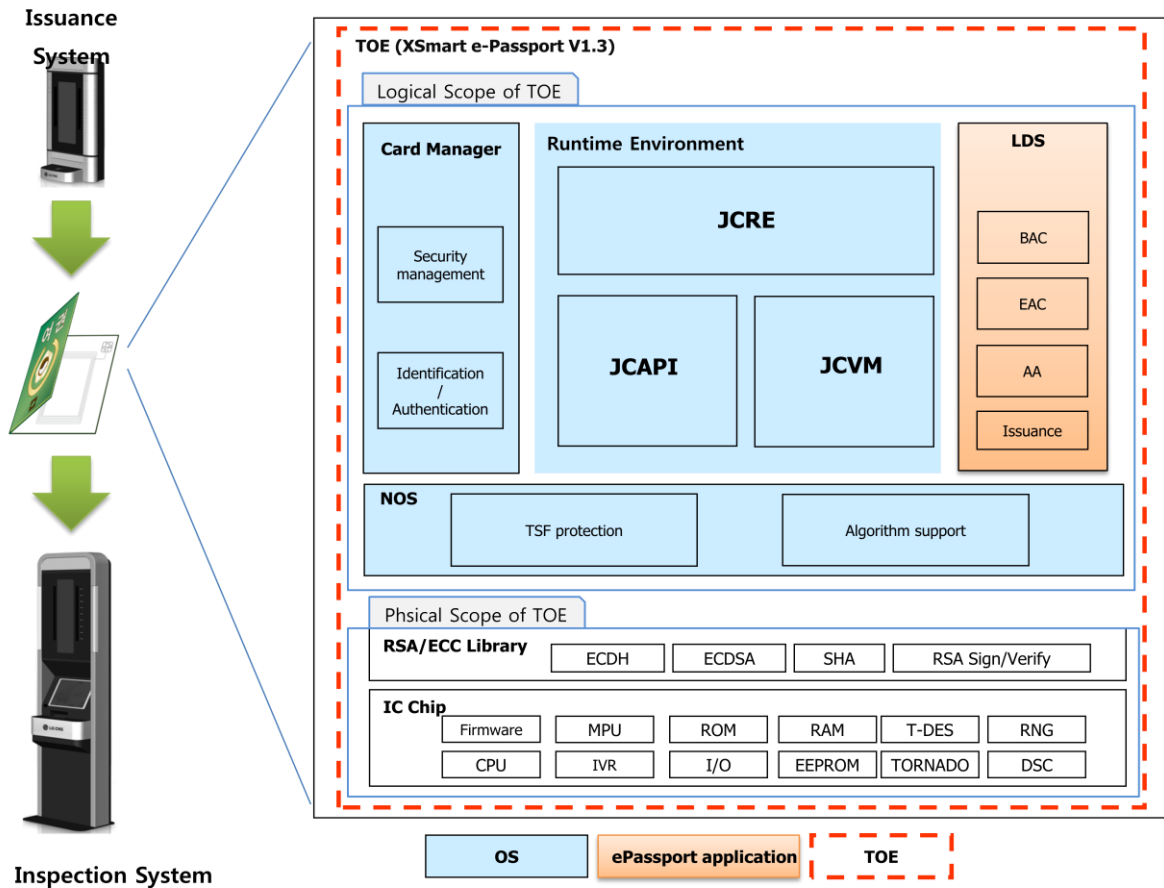 Issuance
System
TOE (XSmart e-Passport V1.3)
Logical Scope of TOE
Card Manager
Security
management
Identification
/
Authentication
Runtime Environment
JCRE
JCAPI
JCVM
LDS
BAC
EAC
AA
Issuance
NOS
TSF protection
Algorithm support
Phsical Scope of TOE
RSA/ECC Library
ECDH
ECDSA
SHA
RSA Sign/Verify
IC Chip
Firmware
MPU
ROM
RAM
T-DES
RNG
CPU
IVR
I/O
EEPROM
TORNADO
DSC
Inspection System
OS
ePassport application
TOE